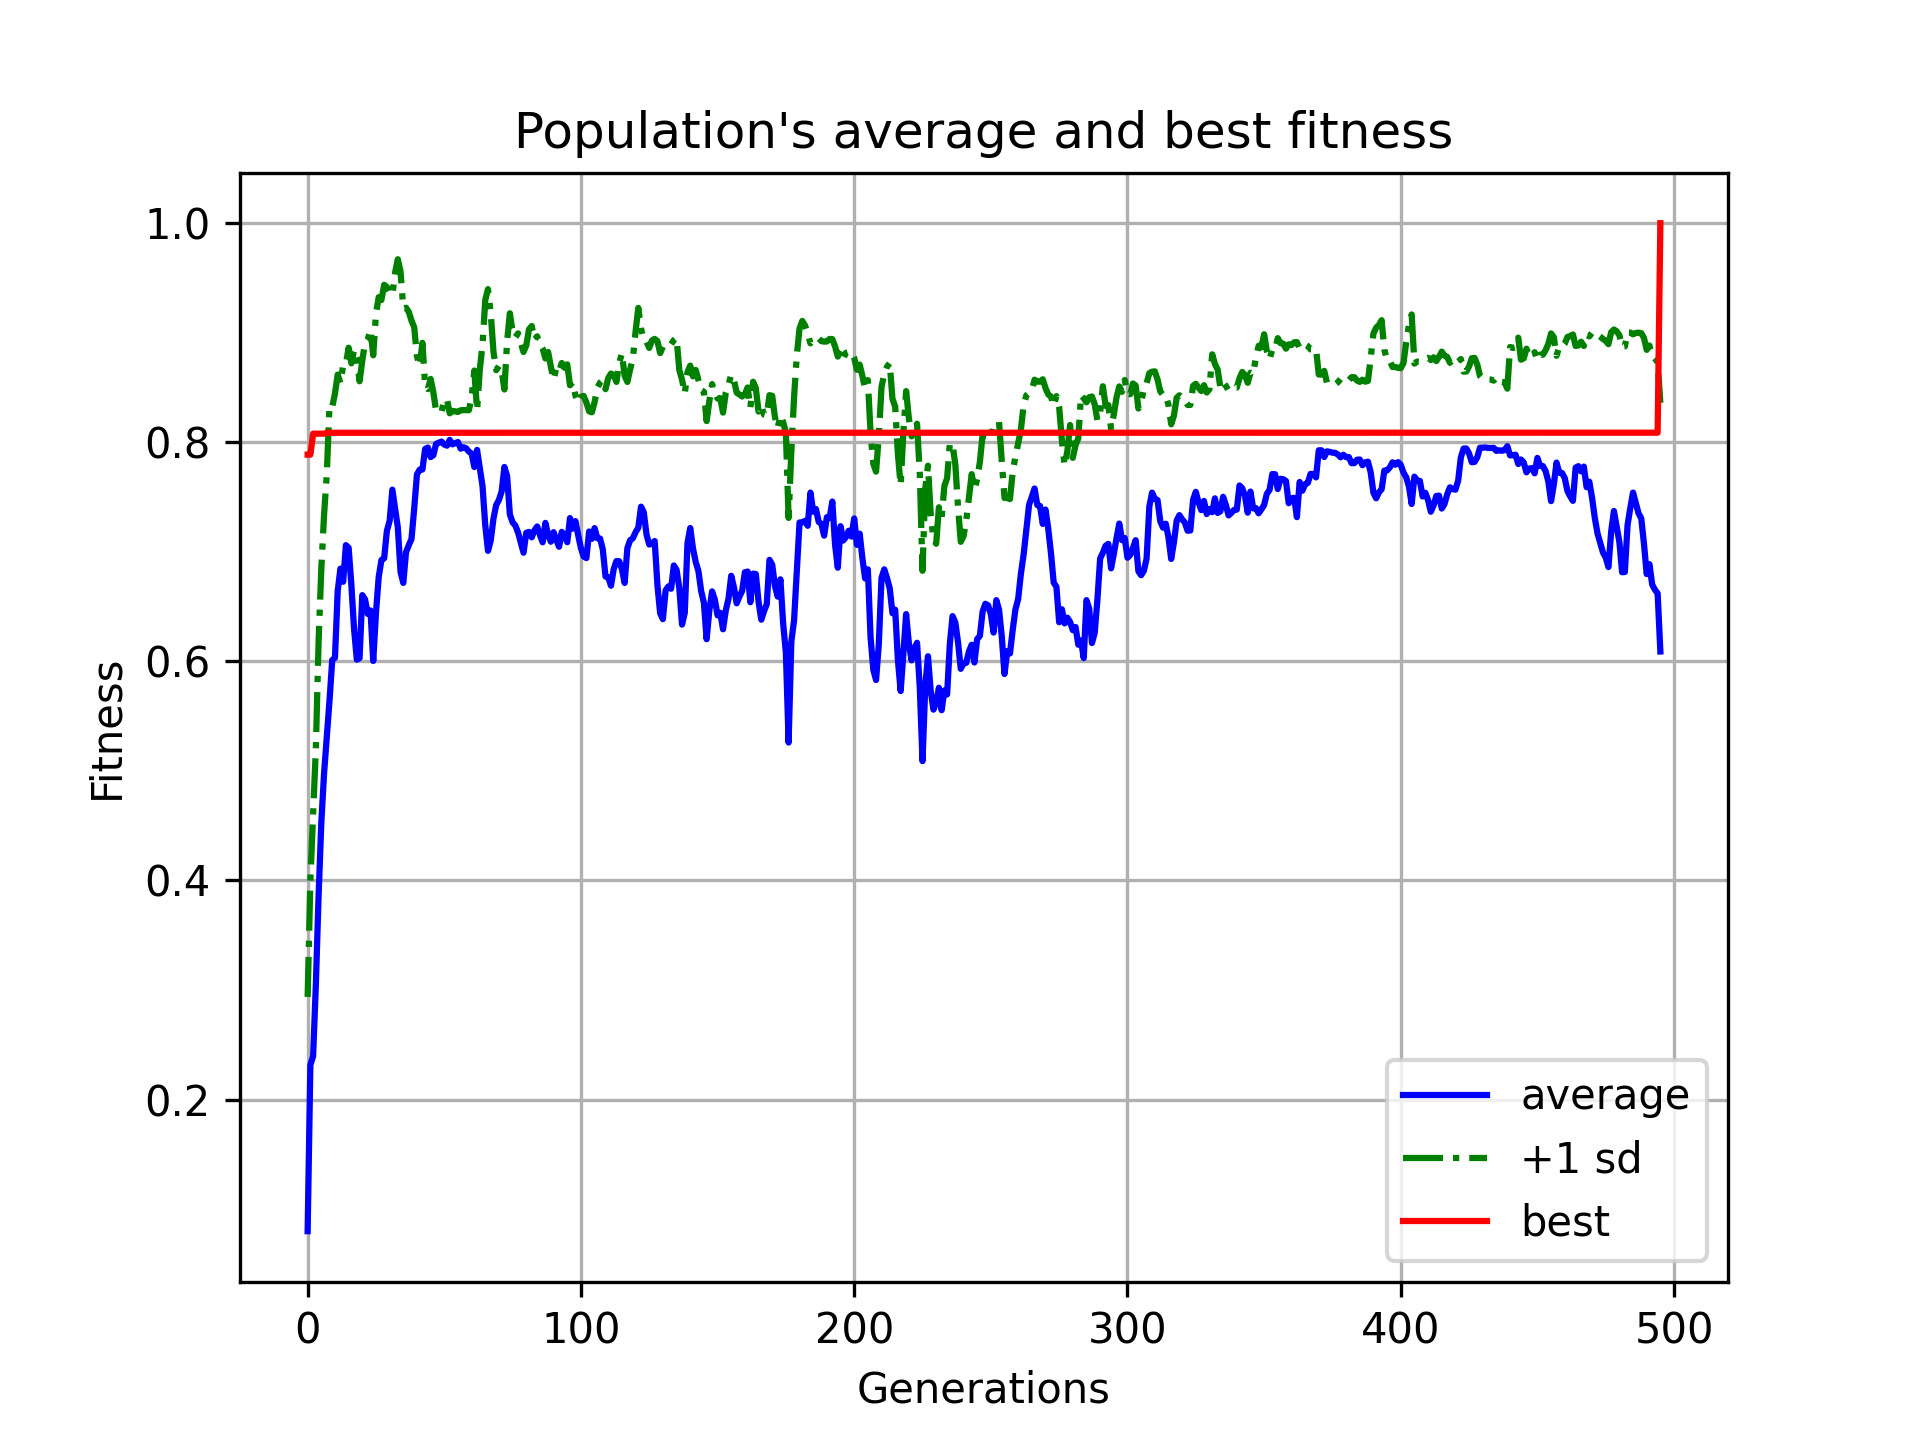 Population's average and best fitness
1.0
0.8
0.6
0.4
0.2
Fitness
0 100 200 300 400 500
Generations
average
+1 sd
best